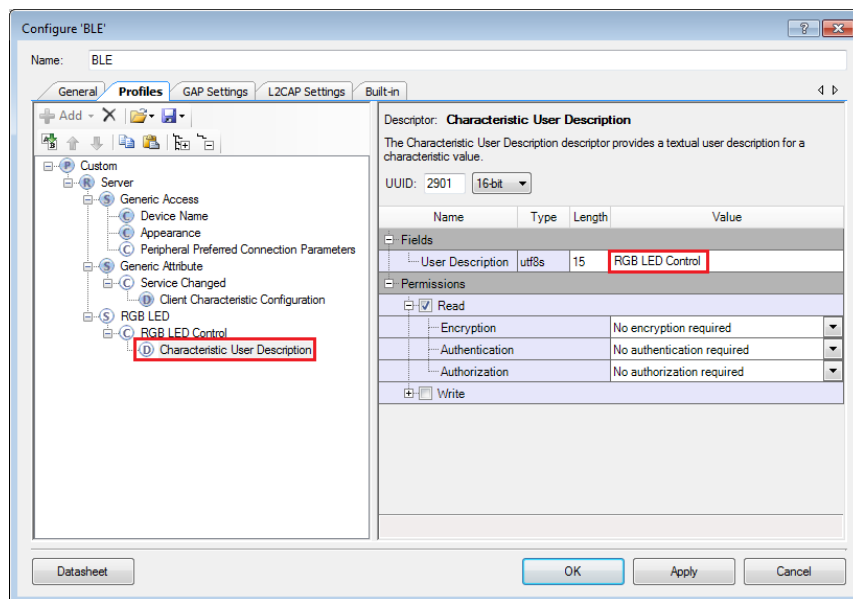 Configure 'BLE'
Name: BLE
General Profiles GAP Settings L2CAP Settings Built-in
Add
Custom
Server
Generic Access
Device Name
Appearance
Peripheral Preferred Connection Parameters
Generic Attribute
Service Changed
Client Characteristic Configuration
RGB LED
RGB LED Control
Characteristic User Description
Descriptor: Characteristic User Description
The Characteristic User Description descriptor provides a textual user description for a
characteristic value.
UUID: 2901 16-bit
Name Type Length Value
Fields
User Description utf8s 15 RGB LED Control
Permissions
Read
Encryption No encryption required
Authentication No authentication required
Authorization No authorization required
Write
Datasheet OK Apply Cancel